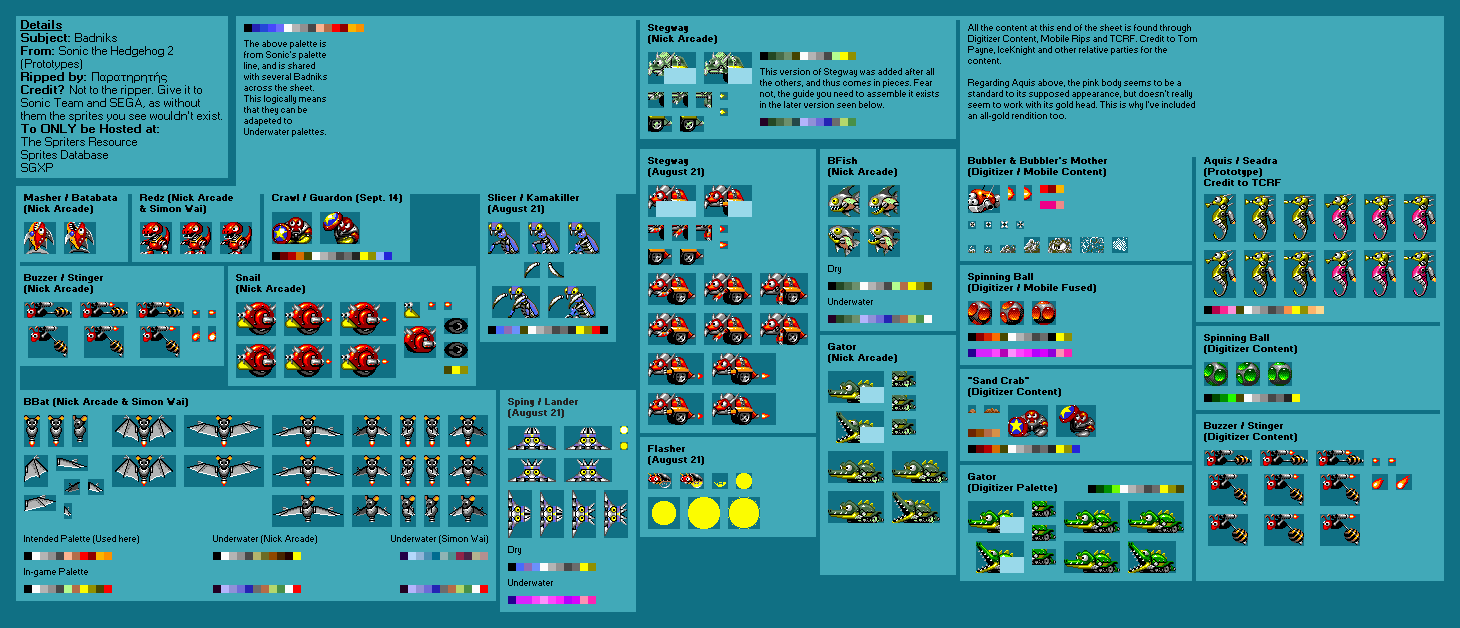 Details
Subject: Badniks
From: Sonic the Hedgehog 2
(Prototypes)
Ripped by: Παρατηρητής
Credit? Not to the ripper. Give it to
Sonic Team and SEGA, as without
them the sprites you see wouldn't exist.
To ONLY be Hosted at:
The Spriters Resource
Sprites Database
SGXP
The above palette is
from Sonic's palette
line, and is shared
with several Badniks
across the sheet.
This logically means
that they can be
adapeted to
Underwater palettes.
Stegway
(Nick Arcade)
This version of Stegway was added after all
the others, and thus comes in pieces. Fear
not, the guide you need to assemble it exists
in the later version seen below.
All the content at this end of the sheet is found through
Digitizer Content, Mobile Rips and TCRF. Credit to Tom
Payne, IceKnight and other relative parties for the
content.
Regarding Aquis above, the pink body seems to be a
standard to its supposed appearance, but doesn't really
seem to work with its gold head. This is why I've included
an all-gold rendition too.
Masher / Batabata
(Nick Arcade)
Redz (Nick Arcade
& Simon Wai)
Crawl / Guardon (Sept. 14)
Slicer / Kamakiller
(August 21)
Stegway
(August 21)
BFish
(Nick Arcade)
Dry
Underwater
Bubbler & Bubbler's Mother
(Digitizer / Mobile Content)
Aquis / Seadra
(Prototype)
Credit to TCRF
Buzzer / Stinger
(Nick Arcade)
Snail
(Nick Arcade)
Spinning Ball
(Digitizer / Mobile Fused)
Spinning Ball
(Digitizer Content)
Gator
(Nick Arcade)
"Sand Crab"
(Digitizer Content)
BBat (Nick Arcade & Simon Wai)
Intended Palette (Used here)
Underwater (Nick Arcade)
Underwater (Simon Wai)
In-game Palette
Sping / Lander
(August 21)
Dry
Underwater
Flasher
(August 21)
Gator
(Digitizer Palette)
Buzzer / Stinger
(Digitizer Content)